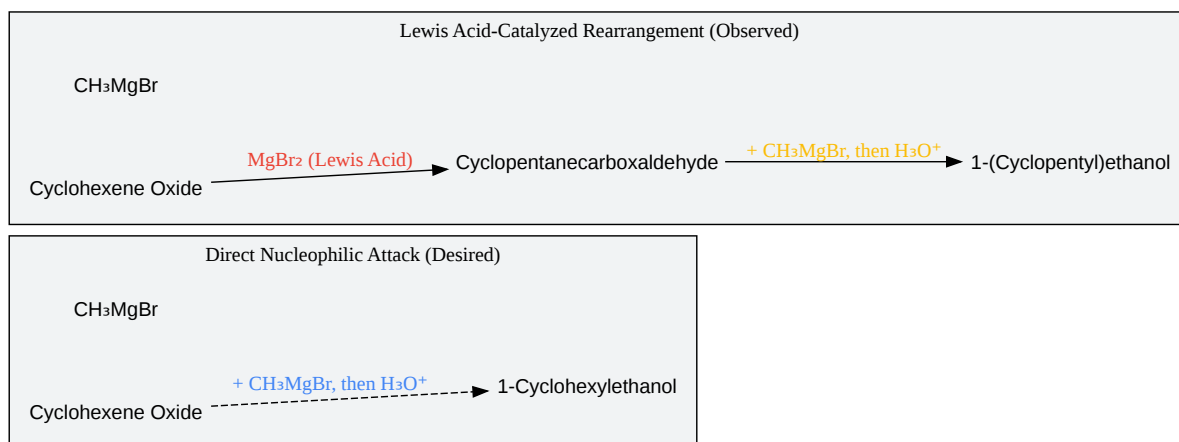 Lewis Acid-Catalyzed Rearrangement (Observed)
CH₃MgBr
MgBr₂ (Lewis Acid)
+ CH₃MgBr, then H₃O⁺
Cyclopentanecarboxaldehyde
1-(Cyclopentyl)ethanol
Cyclohexene Oxide
Direct Nucleophilic Attack (Desired)
CH₃MgBr
+ CH₃MgBr, then H₃O⁺
1-Cyclohexylethanol
Cyclohexene Oxide